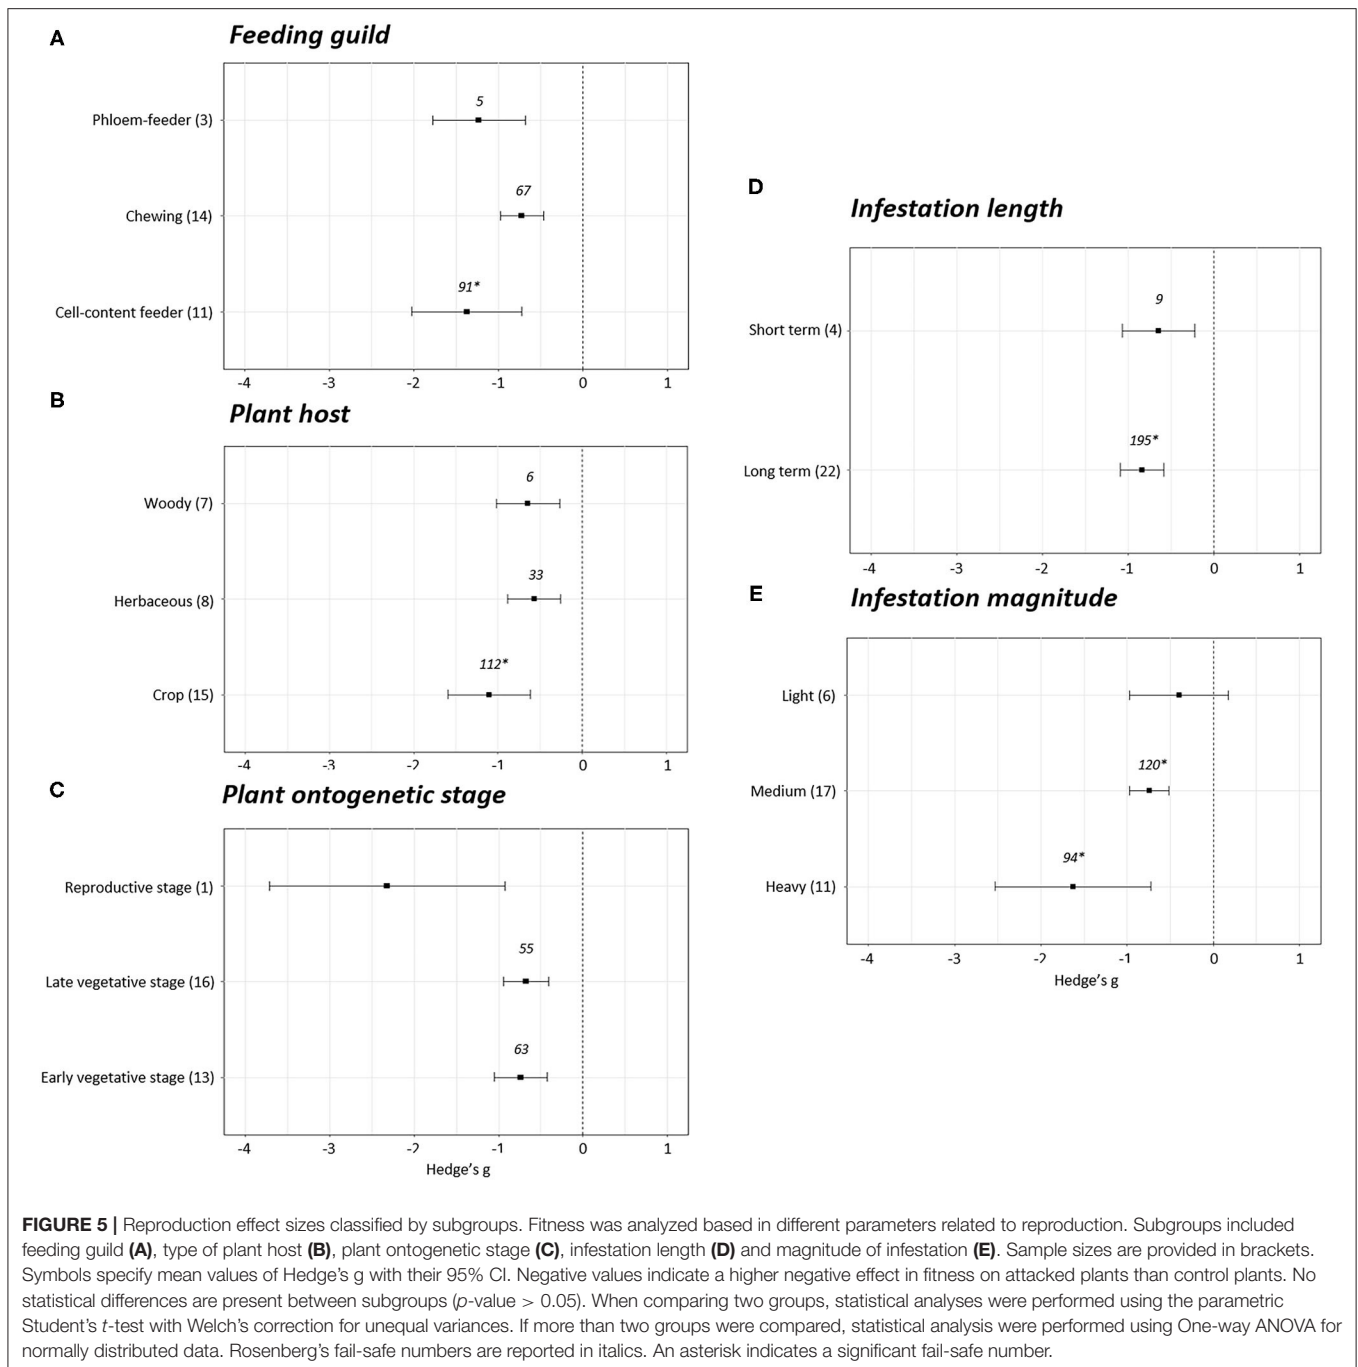 A
Feeding guild
5
Phloem-feeder (3)
67
Chewing (14)
91*
Cell-content feeder (11)
-4 -3 -2 -1 0 1
B
Plant host
6
Woody (7)
33
Herbaceous (8)
112*
Crop (15)
-4 -3 -2 -1 0 1
C
Plant ontogenetic stage
Reproductive stage (1)
55
Late vegetative stage (16)
63
Early vegetative stage (13)
-4 -3 -2 -1 0 1
Hedge's g
D
Infestation length
9
Short term (4)
195*
Long term (22)
-4 -3 -2 -1 0 1
E
Infestation magnitude
Light (6)
120*
Medium (17)
94*
Heavy (11)
-4 -3 -2 -1 0 1
Hedge's g
FIGURE 5 | Reproduction effect sizes classified by subgroups. Fitness was analyzed based in different parameters related to reproduction. Subgroups included
feeding guild (A), type of plant host (B), plant ontogenetic stage (C), infestation length (D) and magnitude of infestation (E). Sample sizes are provided in brackets.
Symbols specify mean values of Hedge's g with their 95% CI. Negative values indicate a higher negative effect in fitness on attacked plants than control plants. No
statistical differences are present between subgroups (p-value > 0.05). When comparing two groups, statistical analyses were performed using the parametric
Student's t-test with Welch's correction for unequal variances. If more than two groups were compared, statistical analysis were performed using One-way ANOVA for
normally distributed data. Rosenberg's fail-safe numbers are reported in italics. An asterisk indicates a significant fail-safe number.